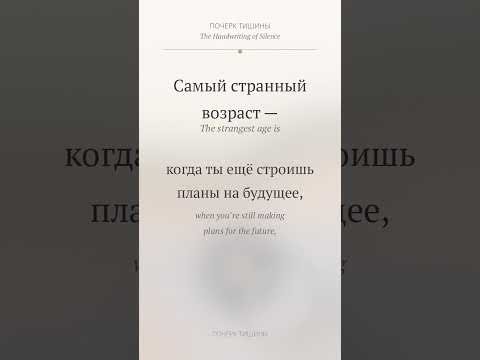 ПОЧЕРК ТИШИНЫ
The Handwriting of Silence
Самый странный
возраст —
The strangest age is
когда ты ещё строишь
планы на будущее,
when you're still making
plans for the future,
ПОЧЕРК ТИШИНЫ